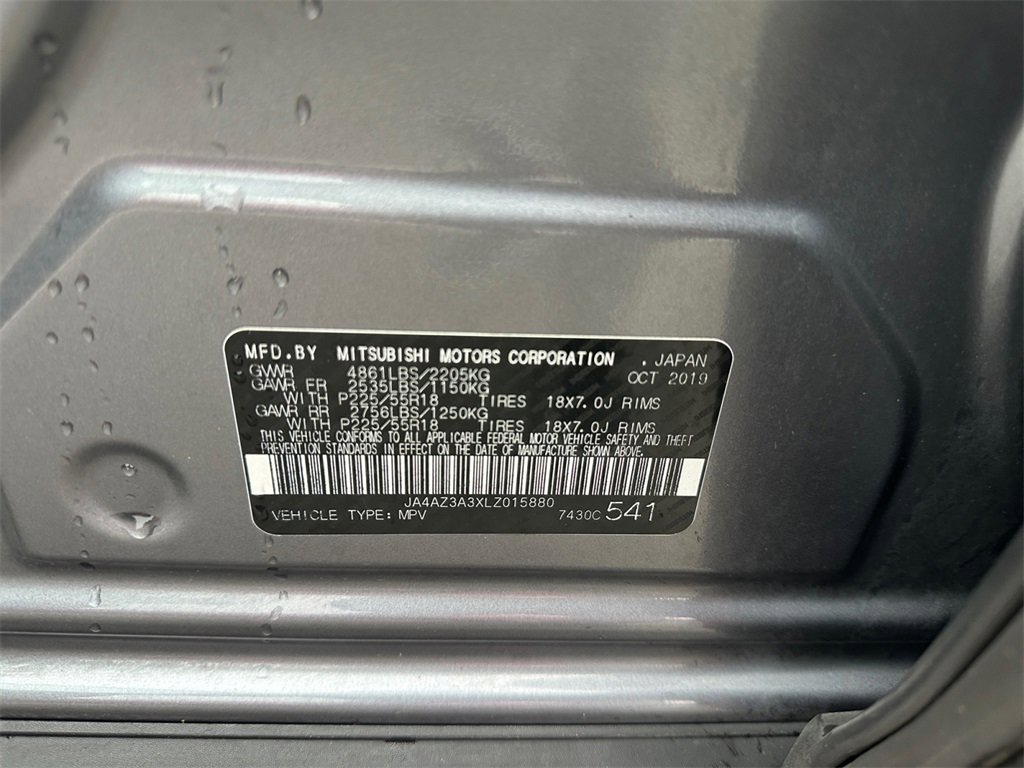 MFD.BY MITSUBISHI MOTORS CORPORATION . JAPAN
GVWR 4861LBS/2205KG OCT 2019
GAWR FR 2535LBS/1150KG
WITH P225/55R18 TIRES 18X7.0J RIMS
GAWR RR 2756LBS/1250KG
WITH P225/55R18 TIRES 18X7.0J RIMS
THIS VEHICLE CONFORMS TO ALL APPLICABLE FEDERAL MOTOR VEHICLE SAFETY AND THEFT
PREVENTION STANDARDS IN EFFECT ON THE DATE OF MANUFACTURE SHOWN ABOVE.
JA4AZ3A3XLZ015880
VEHICLE TYPE: MPV 7430C 541